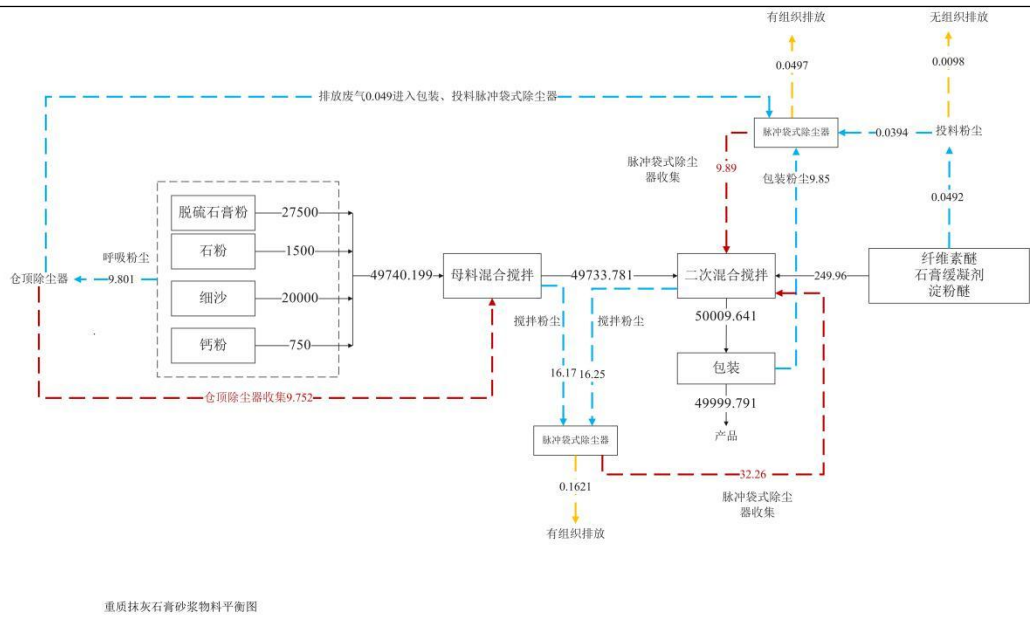 有组织排放
无组织排放
0.0497
0.0098
排放废气0.049进入包装、投料脉冲袋式除尘器
脉冲袋式除尘器
0.0394
投料粉尘
脉冲袋式除尘
器收集
9.89
包装粉尘9.85
0.0492
脱硫石膏粉
27500
石粉
1500
呼吸粉尘
仓顶除尘器
9.801
49740.199
母料混合搅拌
49733.781
二次混合搅拌
249.96
纤维素醚
石膏缓凝剂
淀粉醚
细沙
20000
搅拌粉尘
搅拌粉尘
50009.641
钙粉
750
16.17
16.25
包装
仓顶除尘器收集9.752
49999.791
产品
脉冲袋式除尘器
32.26
0.1621
脉冲袋式除尘
器收集
有组织排放
重质抹灰石膏砂浆物料平衡图